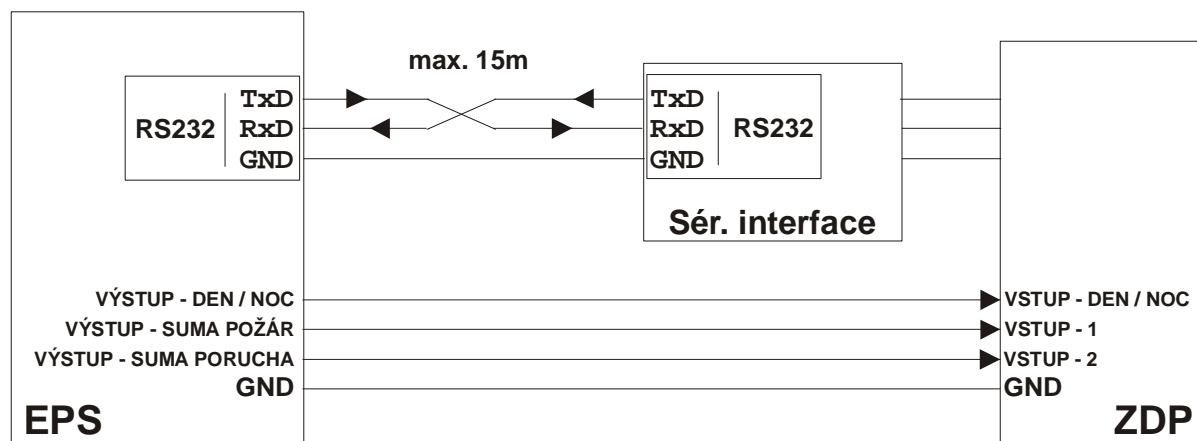 max. 15m
RS232
TxD
RxD
GND
TxD
RxD
GND
RS232
Sér. interface
VÝSTUP - DEN / NOC
VSTUP - DEN / NOC
VÝSTUP - SUMA POŽÁR
VSTUP - 1
VÝSTUP - SUMA PORUCHA
VSTUP - 2
GND
GND
EPS
ZDP